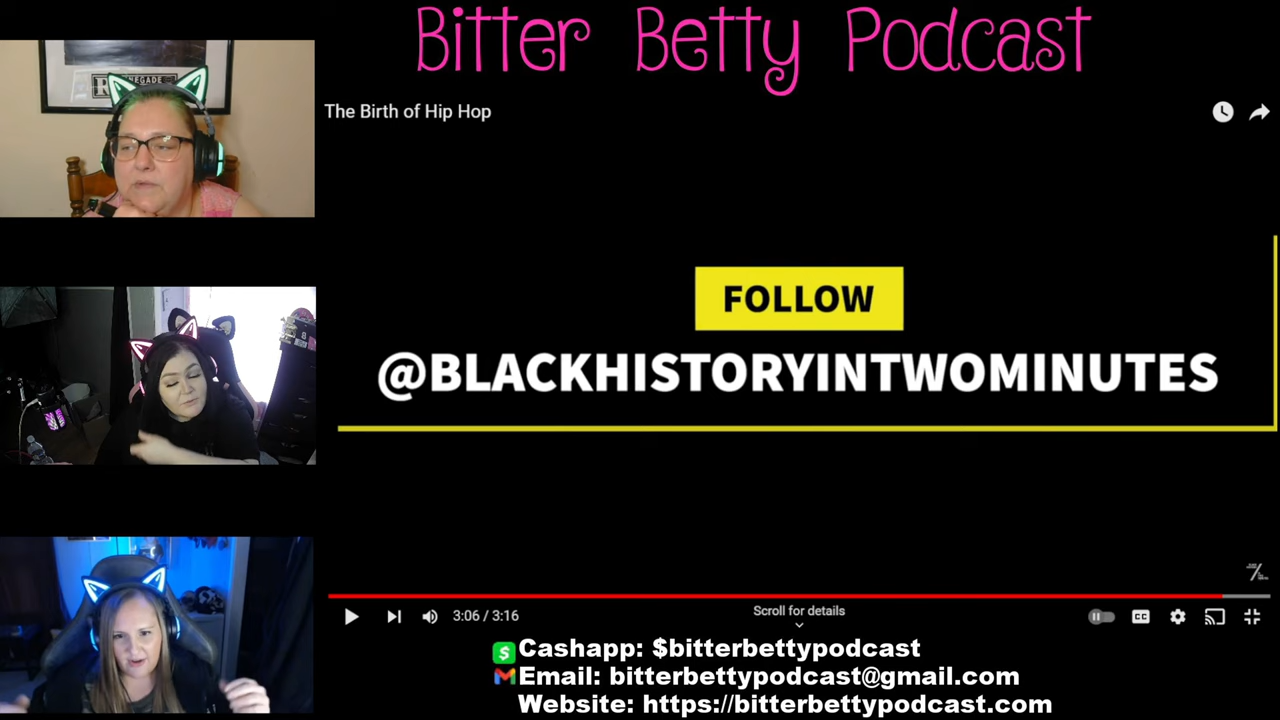 Bitter Betty Podcast
The Birth of Hip Hop
FOLLOW
@BLACKHISTORYINTWOMINUTES
3:06 / 3:16
Scroll for details
CC
Cashapp: $bitterbettypodcast
Email: bitterbettypodcast@gmail.com
Website: https://bitterbettypodcast.com